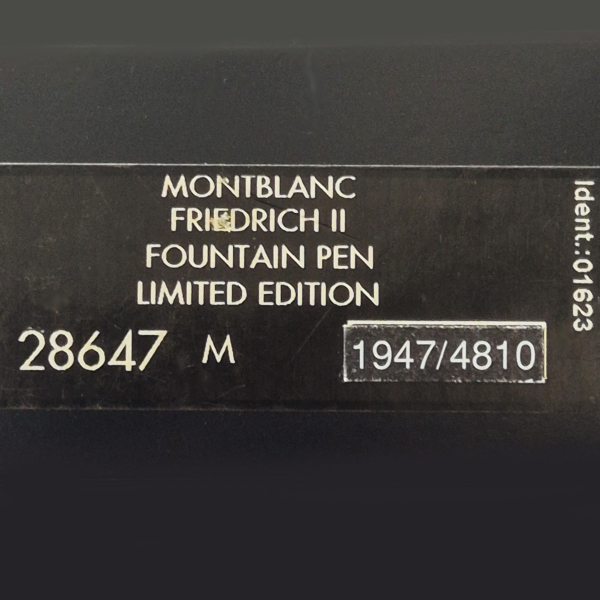 MONTBLANC
FRIEDRICH II
FOUNTAIN PEN
LIMITED EDITION
28647 M
1947/4810
Ident.:01623